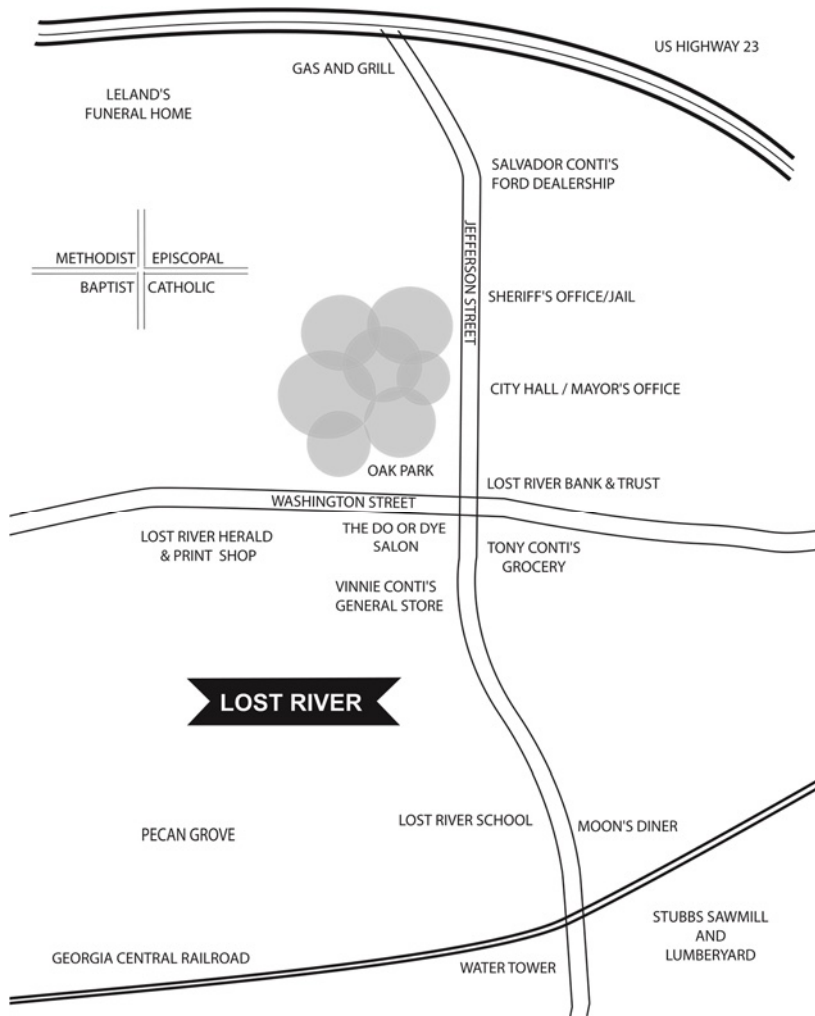 US HIGHWAY 23
GAS AND GRILL
LELAND'S
FUNERAL HOME
SALVADOR CONTI'S
FORD DEALERSHIP
JEFFERSON STREET
METHODIST EPISCOPAL
BAPTIST CATHOLIC
SHERIFF'S OFFICE/JAIL
CITY HALL / MAYOR'S OFFICE
OAK PARK
LOST RIVER BANK & TRUST
WASHINGTON STREET
LOST RIVER HERALD
& PRINT SHOP
THE DO OR DYE
SALON
TONY CONTI'S
GROCERY
VINNIE CONTI'S
GENERAL STORE
LOST RIVER
LOST RIVER SCHOOL
MOON'S DINER
PECAN GROVE
STUBBS SAWMILL
AND
LUMBERYARD
GEORGIA CENTRAL RAILROAD
WATER TOWER